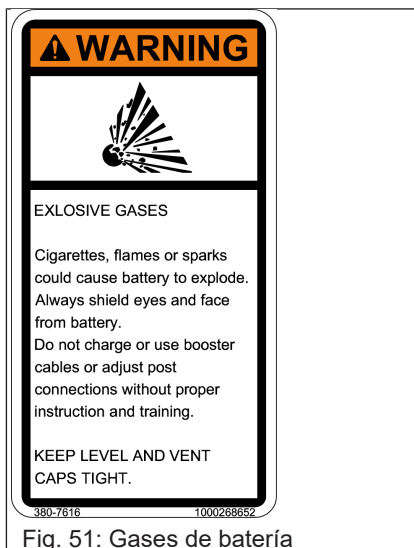 WARNING
EXLOSIVE GASES
Cigarettes, flames or sparks
could cause battery to explode.
Always shield eyes and face
from battery.
Do not charge or use booster
cables or adjust post
connections without proper
instruction and training.
KEEP LEVEL AND VENT
CAPS TIGHT.
380-7616 1000268652
Fig. 51: Gases de batería